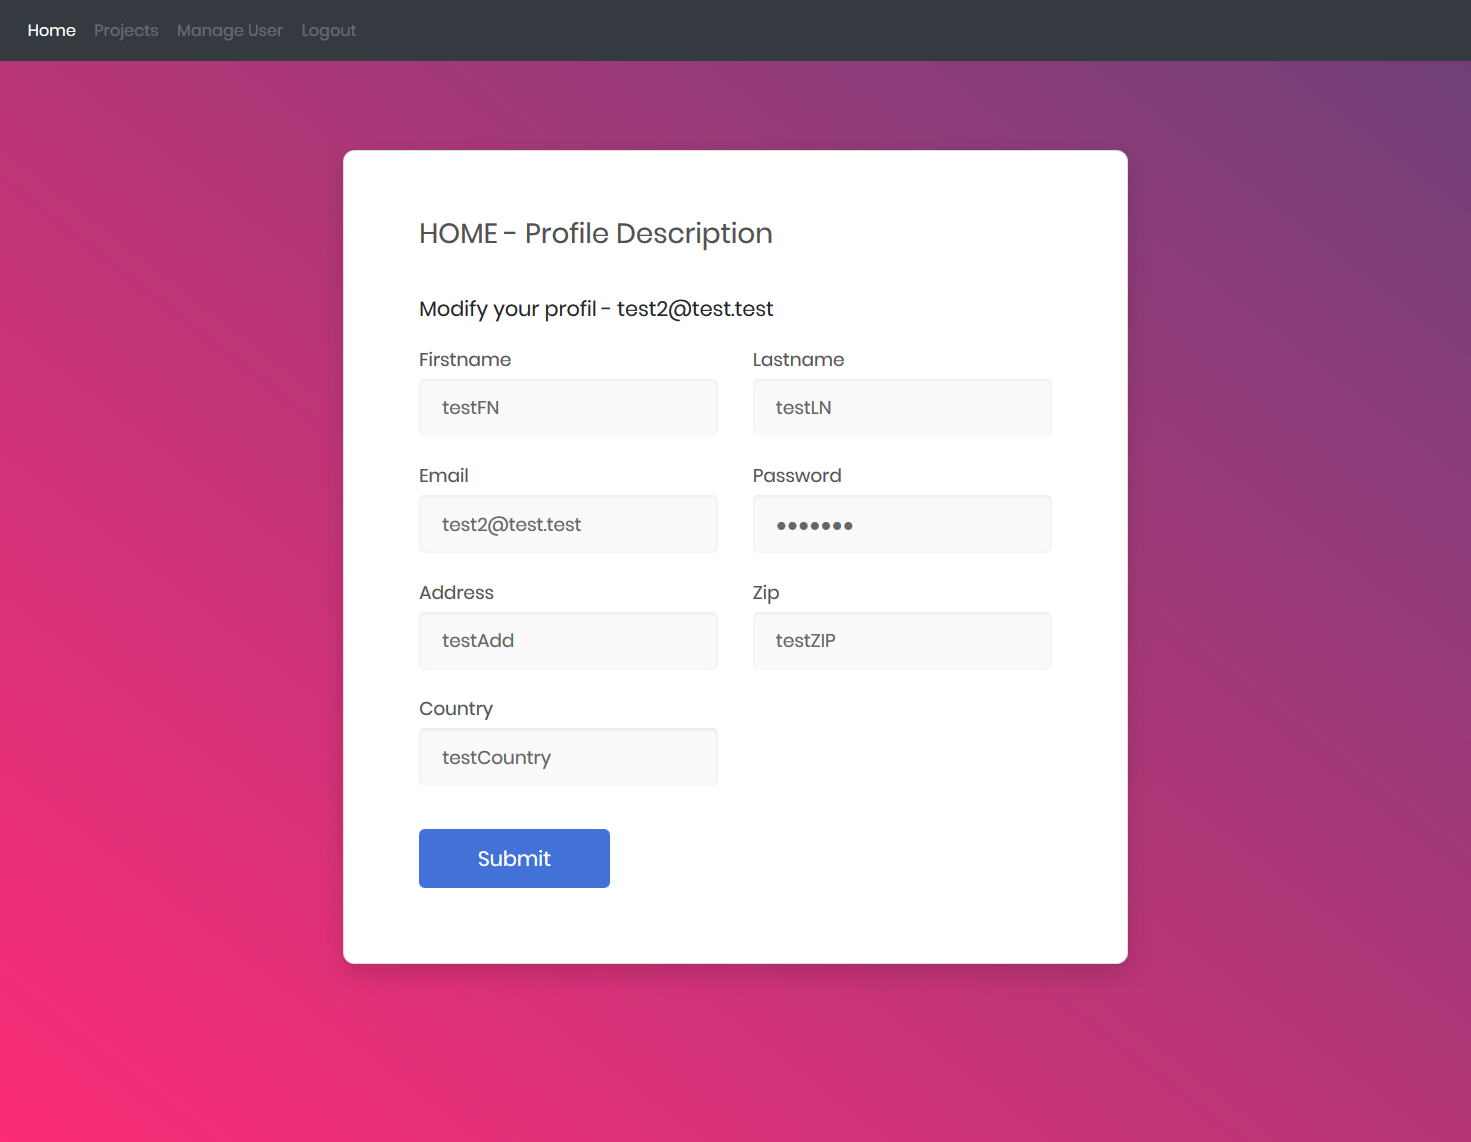 Home Projects Manage User Logout
HOME - Profile Description
Modify your profil - test2@test.test
Firstname Lastname
testFN testLN
Email Password
test2@test.test •••••••
Address Zip
testAdd testZIP
Country
testCountry
Submit